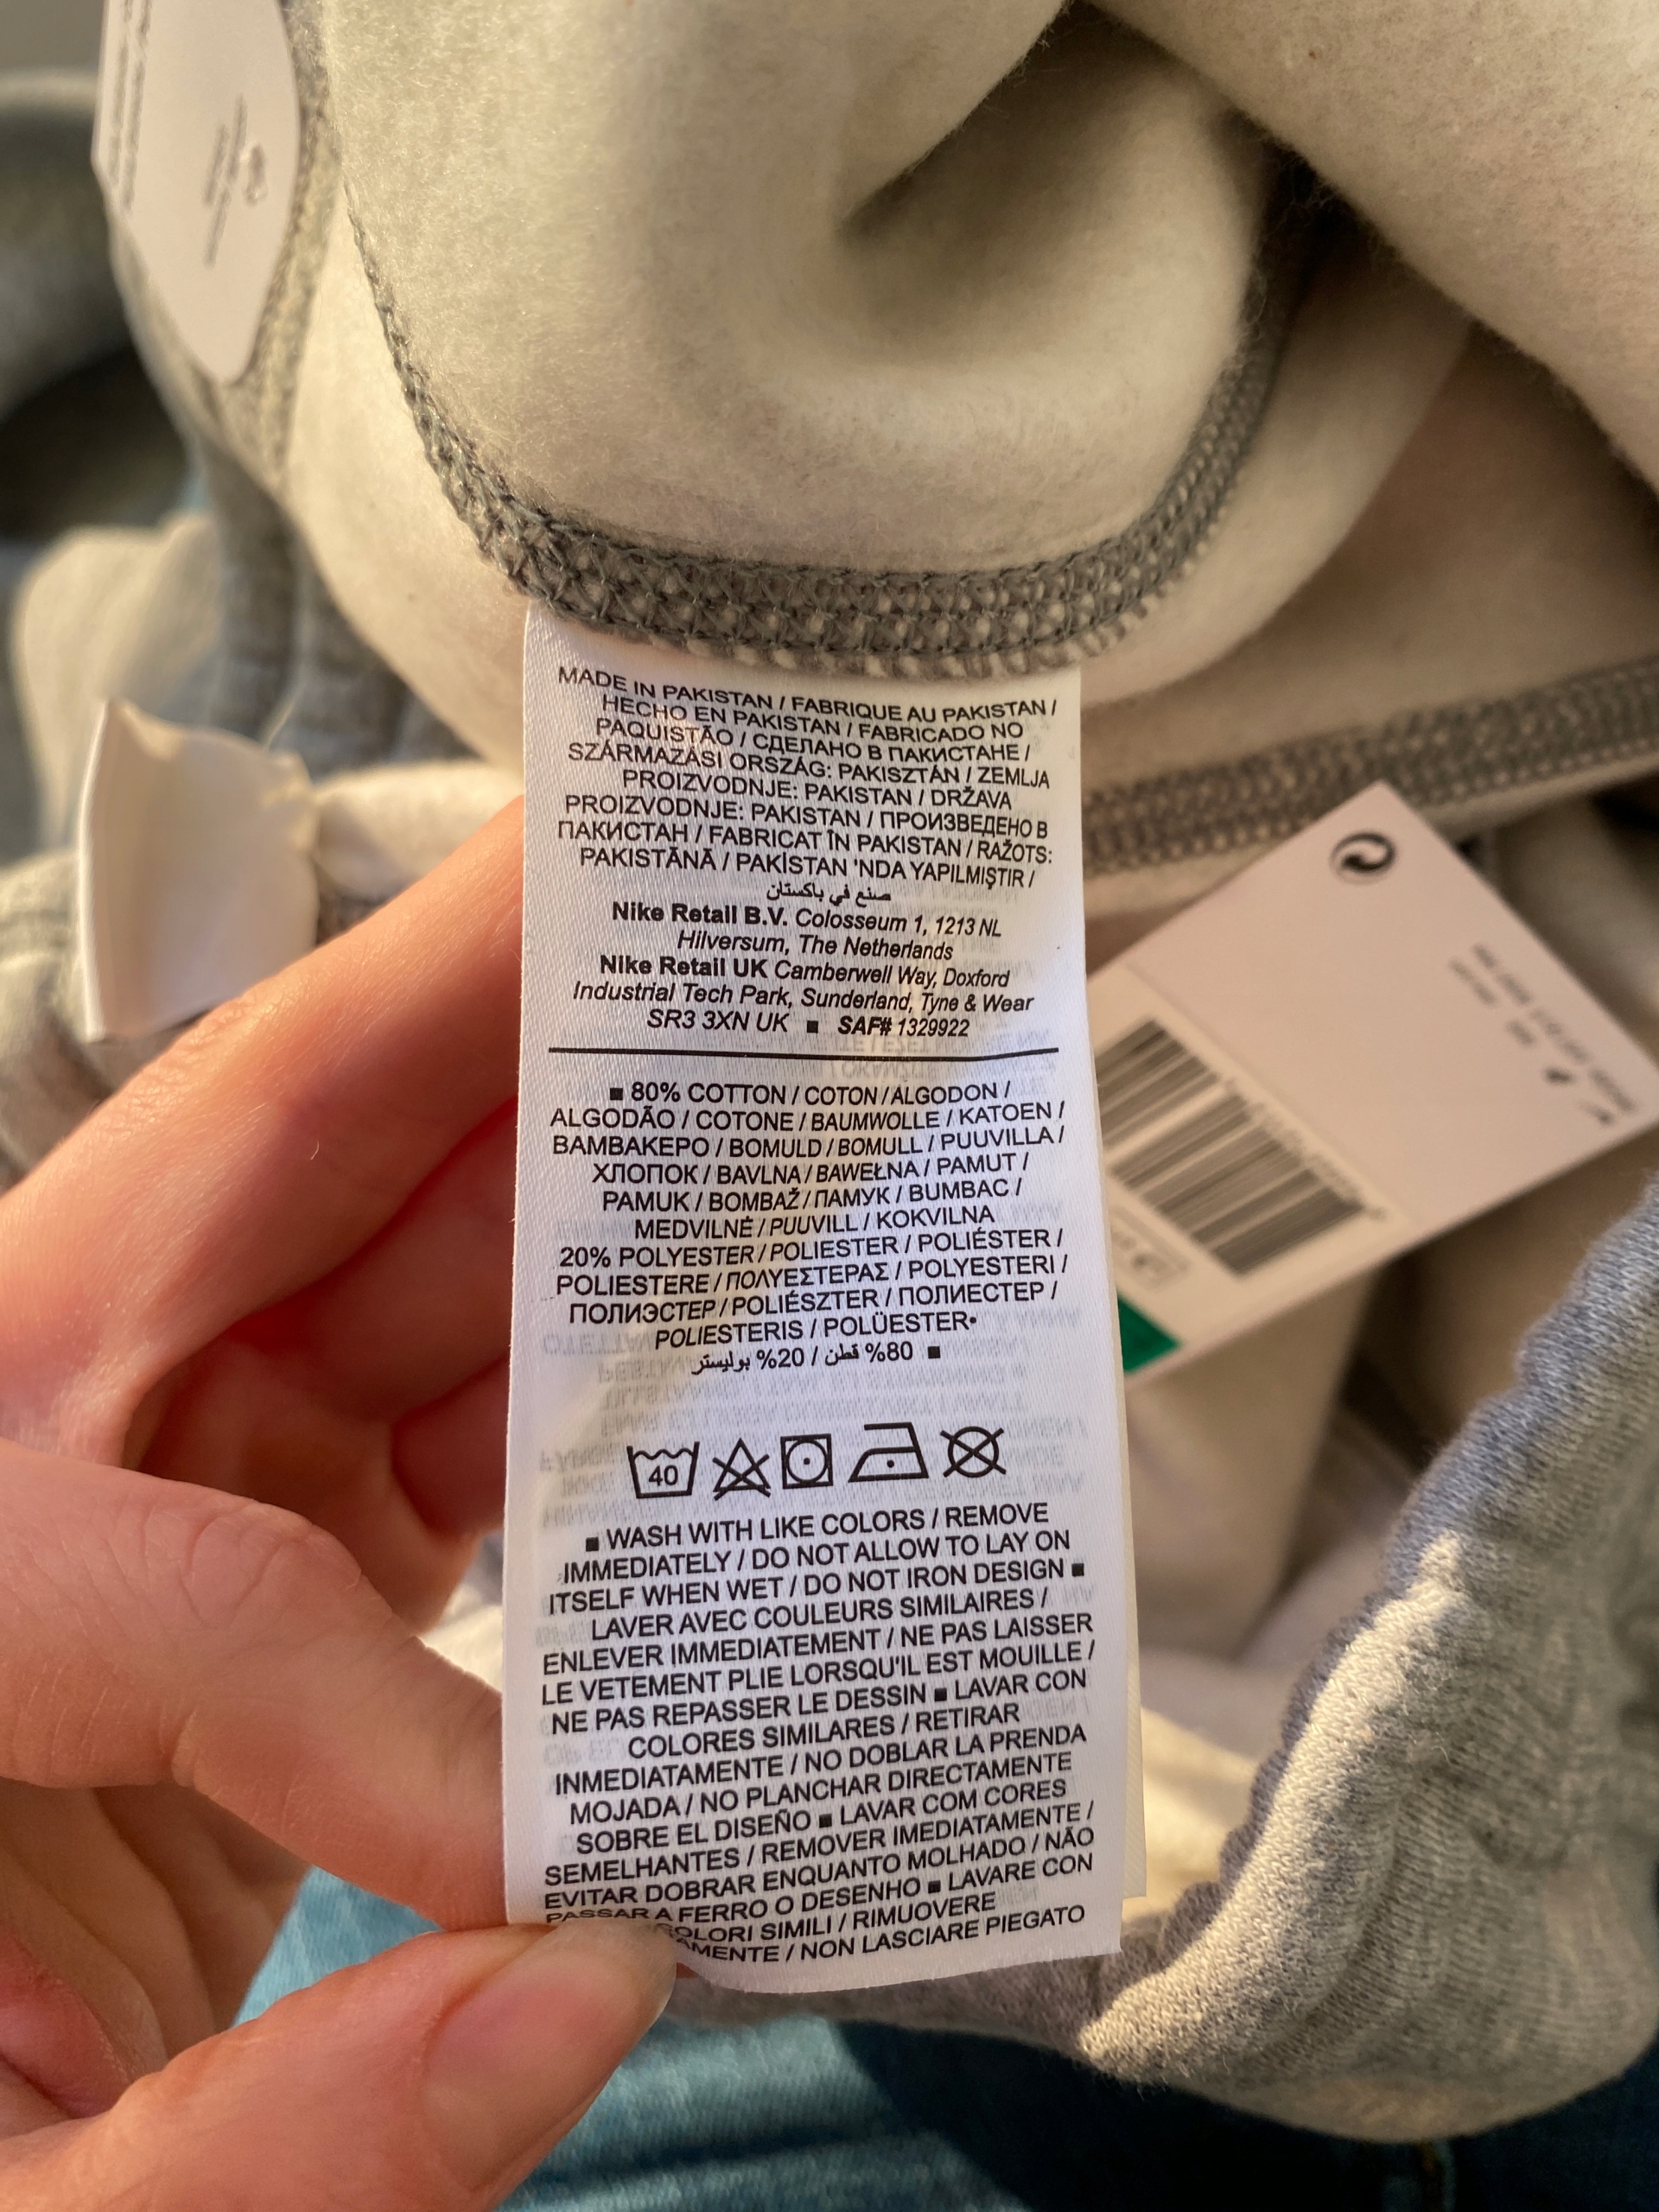 MADE IN PAKISTAN / FABRIQUE AU PAKISTAN /
HECHO EN PAKISTAN / FABRICADO NO
PAQUISTÃO / СДЕЛАНО В ПАКИСТАНЕ /
SZÁRMAZÁSI ORSZÁG: PAKISZTÁN / ZEMLJA
PROIZVODNJE: PAKISTAN / DRŽAVA
PROIZVODNJE: PAKISTAN / ПРОИЗВЕДЕНО В
ПАКИСТАН / FABRICAT ÎN PAKISTAN / RAŽOTS:
PAKISTĀNĀ / PAKİSTAN 'NDA YAPILMIŞTIR /
صنع في باكستان
Nike Retail B.V. Colosseum 1, 1213 NL
Hilversum, The Netherlands
Nike Retail UK Camberwell Way, Doxford
Industrial Tech Park, Sunderland, Tyne & Wear
SR3 3XN UK ■ SAF# 1329922
■ 80% COTTON / COTON / ALGODON /
ALGODÃO / COTONE / BAUMWOLLE / KATOEN /
ΒΑΜΒΑΚΕΡΟ / BOMULD / BOMULL / PUUVILLA /
ХЛОПОК / BAVLNA / BAWEŁNA / PAMUT /
PAMUK / BOMBAŽ / ПАМУК / BUMBAC /
MEDVILNĖ / PUUVILL / KOKVILNA
20% POLYESTER / POLIESTER / POLIÉSTER /
POLIESTERE / ΠΟΛΥΕΣΤΕΡΑΣ / POLYESTERI /
ПОЛИЭСТЕР / POLIÉSZTER / ПОЛИЕСТЕР /
POLIESTERIS / POLÜESTER•
■ 80% قطن / 20% بوليستر
40
■ WASH WITH LIKE COLORS / REMOVE
IMMEDIATELY / DO NOT ALLOW TO LAY ON
ITSELF WHEN WET / DO NOT IRON DESIGN ■
LAVER AVEC COULEURS SIMILAIRES /
ENLEVER IMMEDIATEMENT / NE PAS LAISSER
LE VETEMENT PLIE LORSQU'IL EST MOUILLE /
NE PAS REPASSER LE DESSIN ■ LAVAR CON
COLORES SIMILARES / RETIRAR
INMEDIATAMENTE / NO DOBLAR LA PRENDA
MOJADA / NO PLANCHAR DIRECTAMENTE
SOBRE EL DISEÑO ■ LAVAR COM CORES
SEMELHANTES / REMOVER IMEDIATAMENTE /
EVITAR DOBRAR ENQUANTO MOLHADO / NÃO
PASSAR A FERRO O DESENHO ■ LAVARE CON
COLORI SIMILI / RIMUOVERE
AMENTE / NON LASCIARE PIEGATO